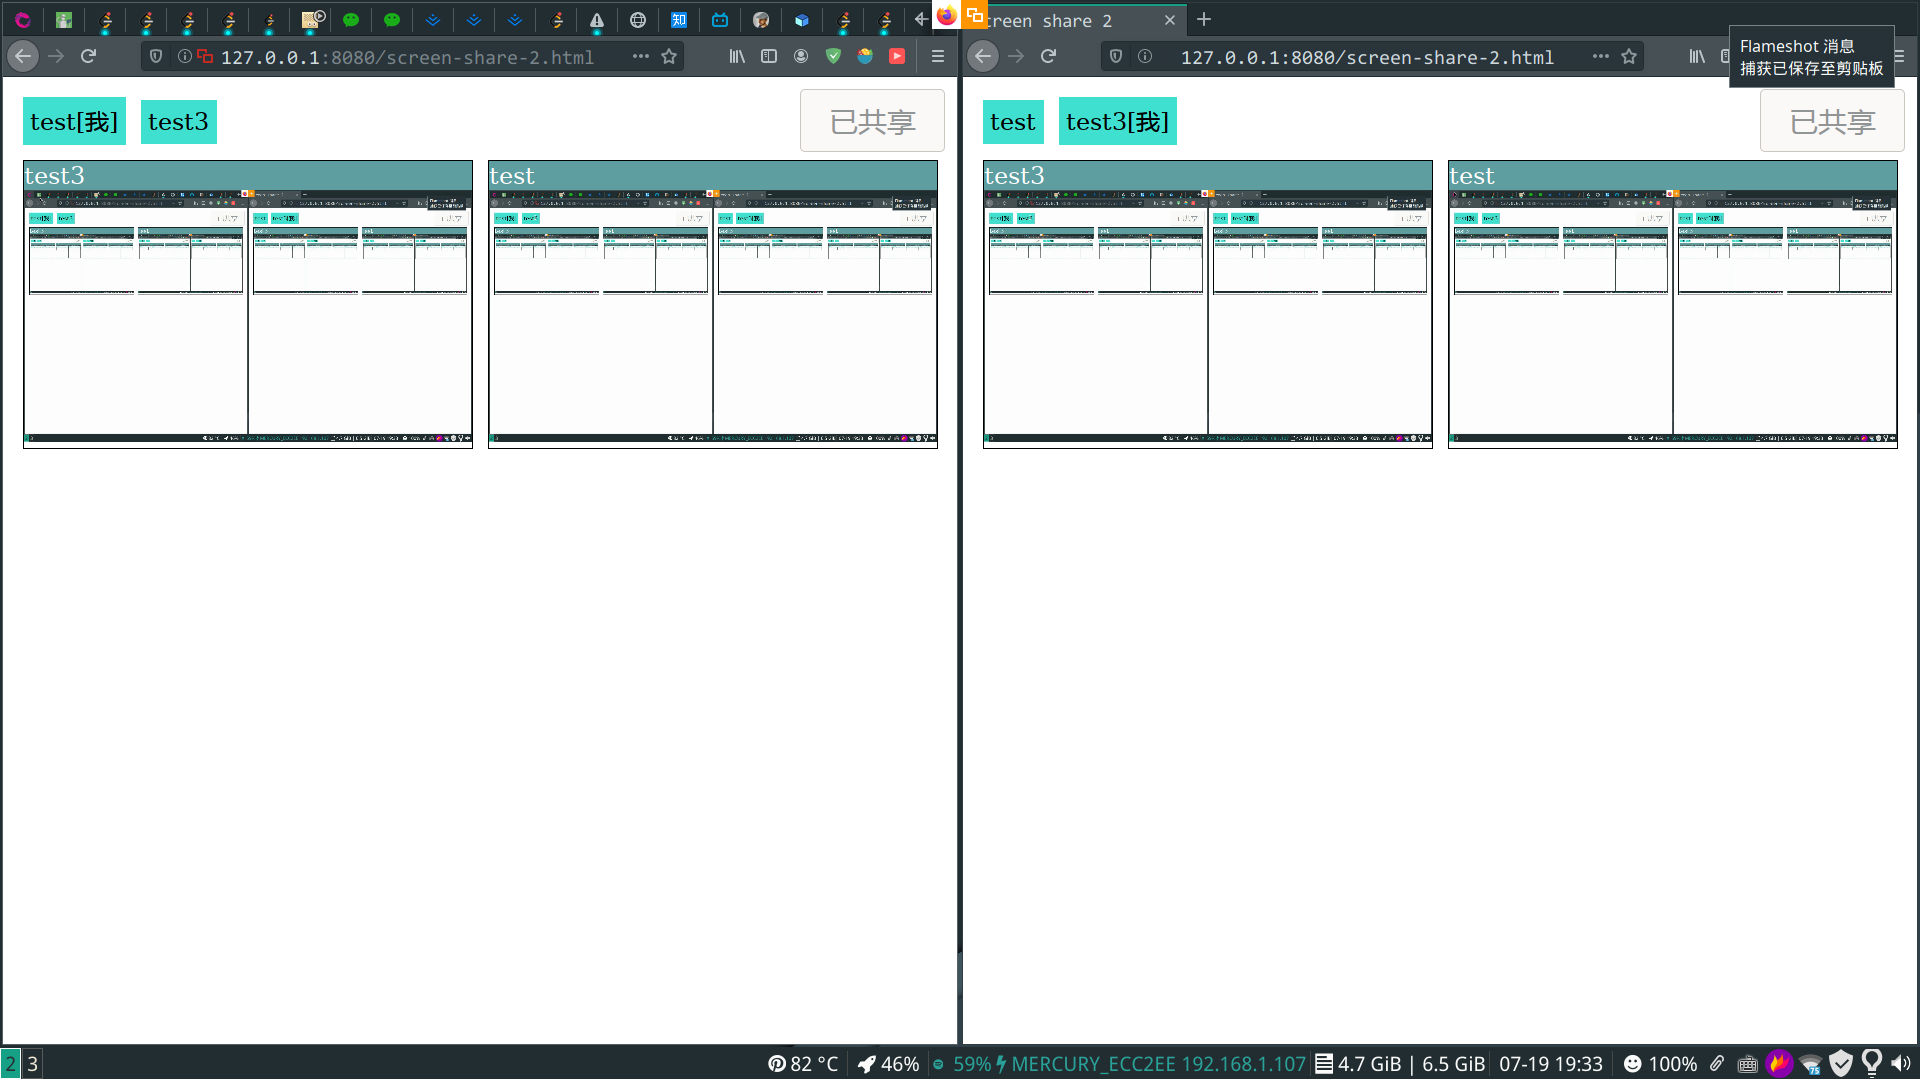 知
screen share 2
127.0.0.1:8080/screen-share-2.html
127.0.0.1:8080/screen-share-2.html
Flameshot 消息
捕获已保存至剪贴板
test[我] test3 已共享
test test3[我] 已共享
test3 test
test3 test
2 3 82 °C 46% 59% MERCURY_ECC2EE 192.168.1.107 4.7 GiB | 6.5 GiB 07-19 19:33 100% 75